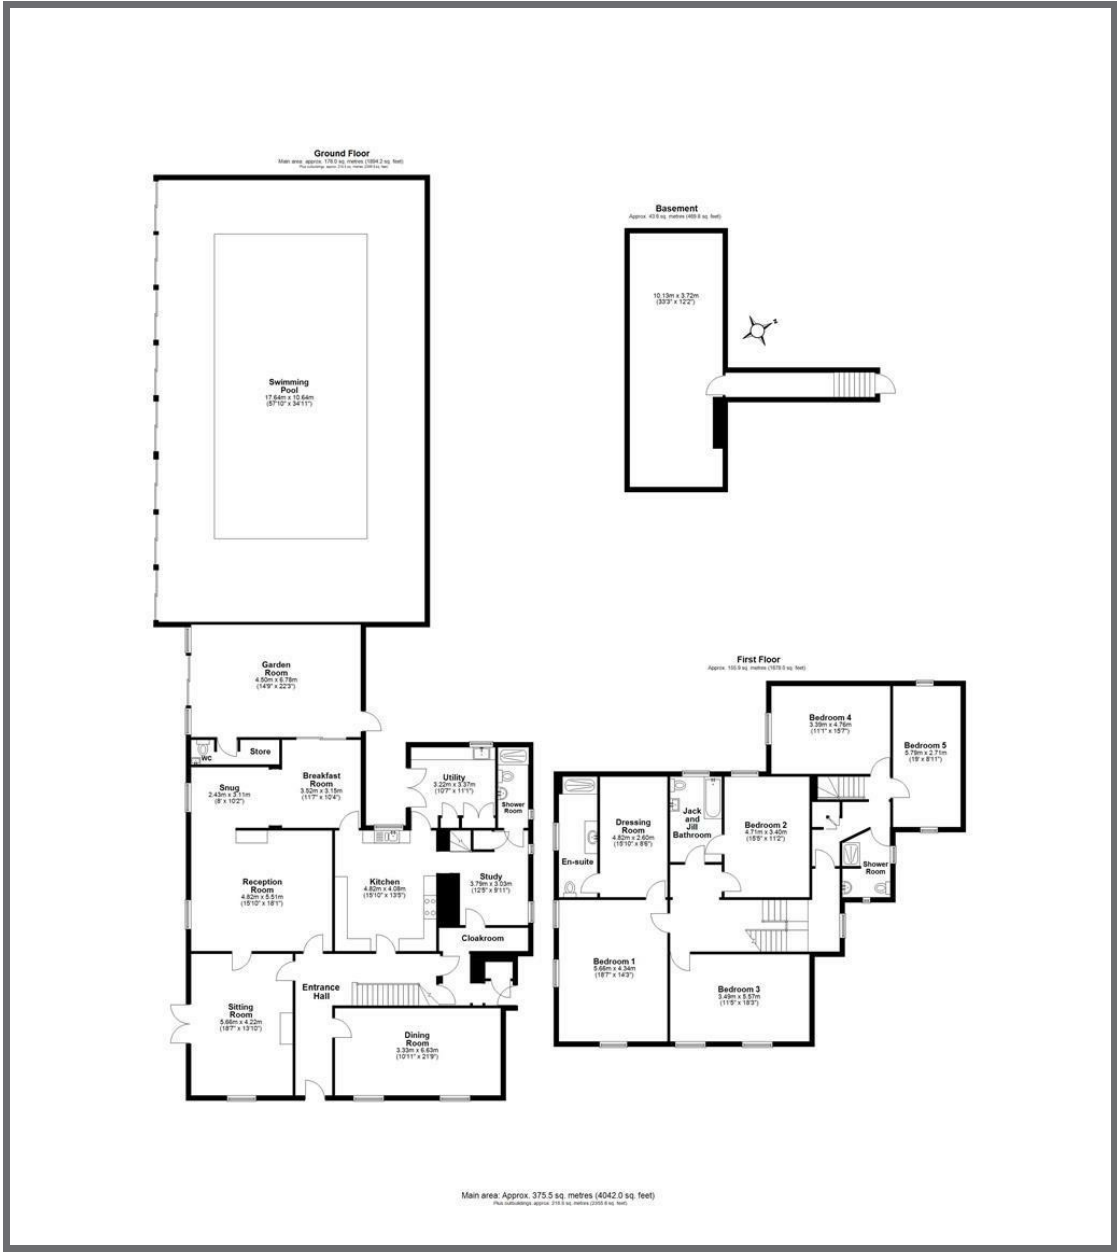 Ground Floor
Main area: approx. 176.0 sq. metres (1894.2 sq. feet)
Swimming
Pool
17.64m x 10.64m
(57'10" x 34'11")
Basement
Approx. 43.6 sq. metres (469.8 sq. feet)
10.13m x 3.72m
(33'3" x 12'2")
N
Garden
Room
4.50m x 6.78m
(14'9" x 22'3")
WC
Store
Snug
2.43m x 3.11m
(8' x 10'2")
Breakfast
Room
3.52m x 3.15m
(11'7" x 10'4")
Utility
3.22m x 3.37m
(10'7" x 11'1")
Shower
Room
Reception
Room
4.82m x 5.51m
(15'10" x 18'1")
Kitchen
4.82m x 4.08m
(15'10" x 13'5")
Study
3.79m x 3.03m
(12'5" x 9'11")
Cloakroom
Entrance
Hall
Sitting
Room
5.66m x 4.22m
(18'7" x 13'10")
Dining
Room
3.33m x 6.63m
(10'11" x 21'9")
First Floor
Bedroom 4
3.39m x 4.76m
(11'1" x 15'7")
Bedroom 5
5.79m x 2.71m
(19' x 8'11")
Dressing
Room
4.82m x 2.60m
(15'10" x 8'6")
Jack
and
Jill
Bathroom
Bedroom 2
4.71m x 3.40m
(15'5" x 11'2")
En-suite
Shower
Room
Bedroom 1
5.66m x 4.34m
(18'7" x 14'3")
Bedroom 3
3.49m x 5.57m
(11'5" x 18'3")
Main area: Approx. 375.5 sq. metres (4042.0 sq. feet)